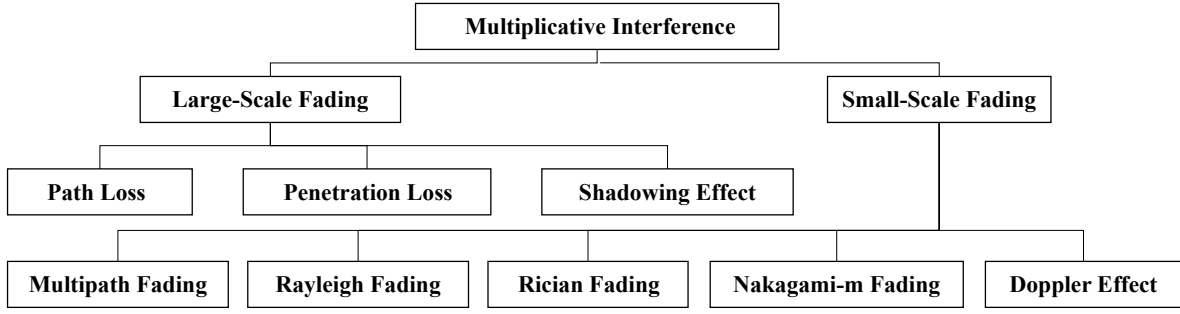 Multiplicative Interference
Large-Scale Fading
Small-Scale Fading
Path Loss
Penetration Loss
Shadowing Effect
Multipath Fading
Rayleigh Fading
Rician Fading
Nakagami-m Fading
Doppler Effect